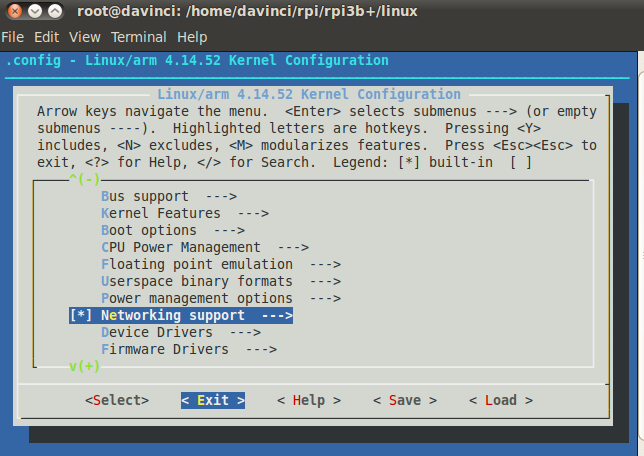 root@davinci: /home/davinci/rpi/rpi3b+/linux
File Edit View Terminal Help
.config - Linux/arm 4.14.52 Kernel Configuration
Linux/arm 4.14.52 Kernel Configuration
Arrow keys navigate the menu.  <Enter> selects submenus ---> (or empty
submenus ----).  Highlighted letters are hotkeys.  Pressing <Y>
includes, <N> excludes, <M> modularizes features.  Press <Esc><Esc> to
exit, <?> for Help, </> for Search.  Legend: [*] built-in  [ ]
^(-)
Bus support  --->
Kernel Features  --->
Boot options  --->
CPU Power Management  --->
Floating point emulation  --->
Userspace binary formats  --->
Power management options  --->
[*] Networking support  --->
Device Drivers  --->
Firmware Drivers  --->
v(+)
<Select>    < Exit >    < Help >    < Save >    < Load >